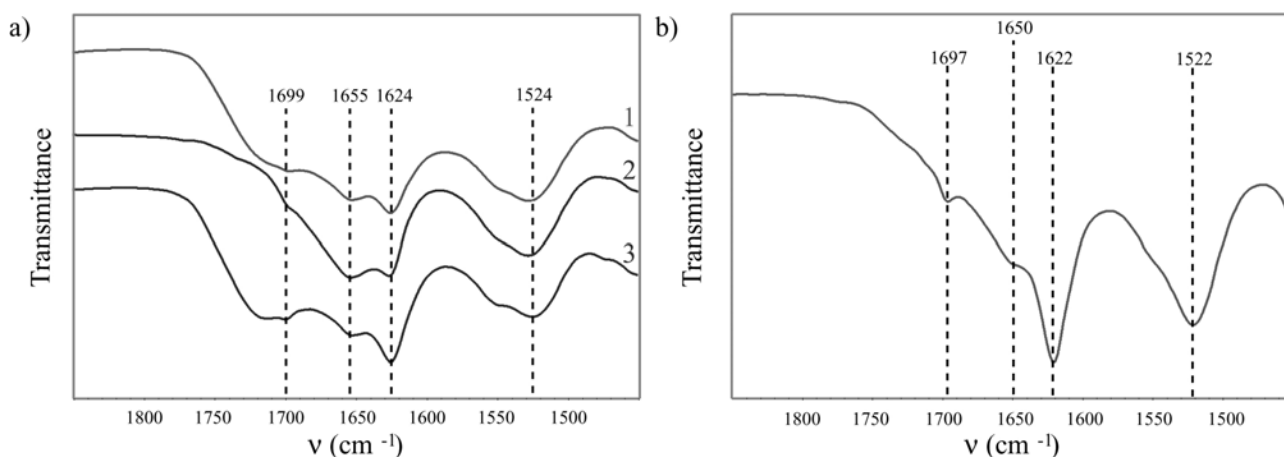 a)
Transmittance
1699 1655 1624 1524
1
2
3
1800 1700 1650 1600 1550 1500
ν (cm ⁻¹)
b)
Transmittance
1650
1697 1622 1522
1800 1750 1700 1650 1600 1550 1500
ν (cm ⁻¹)